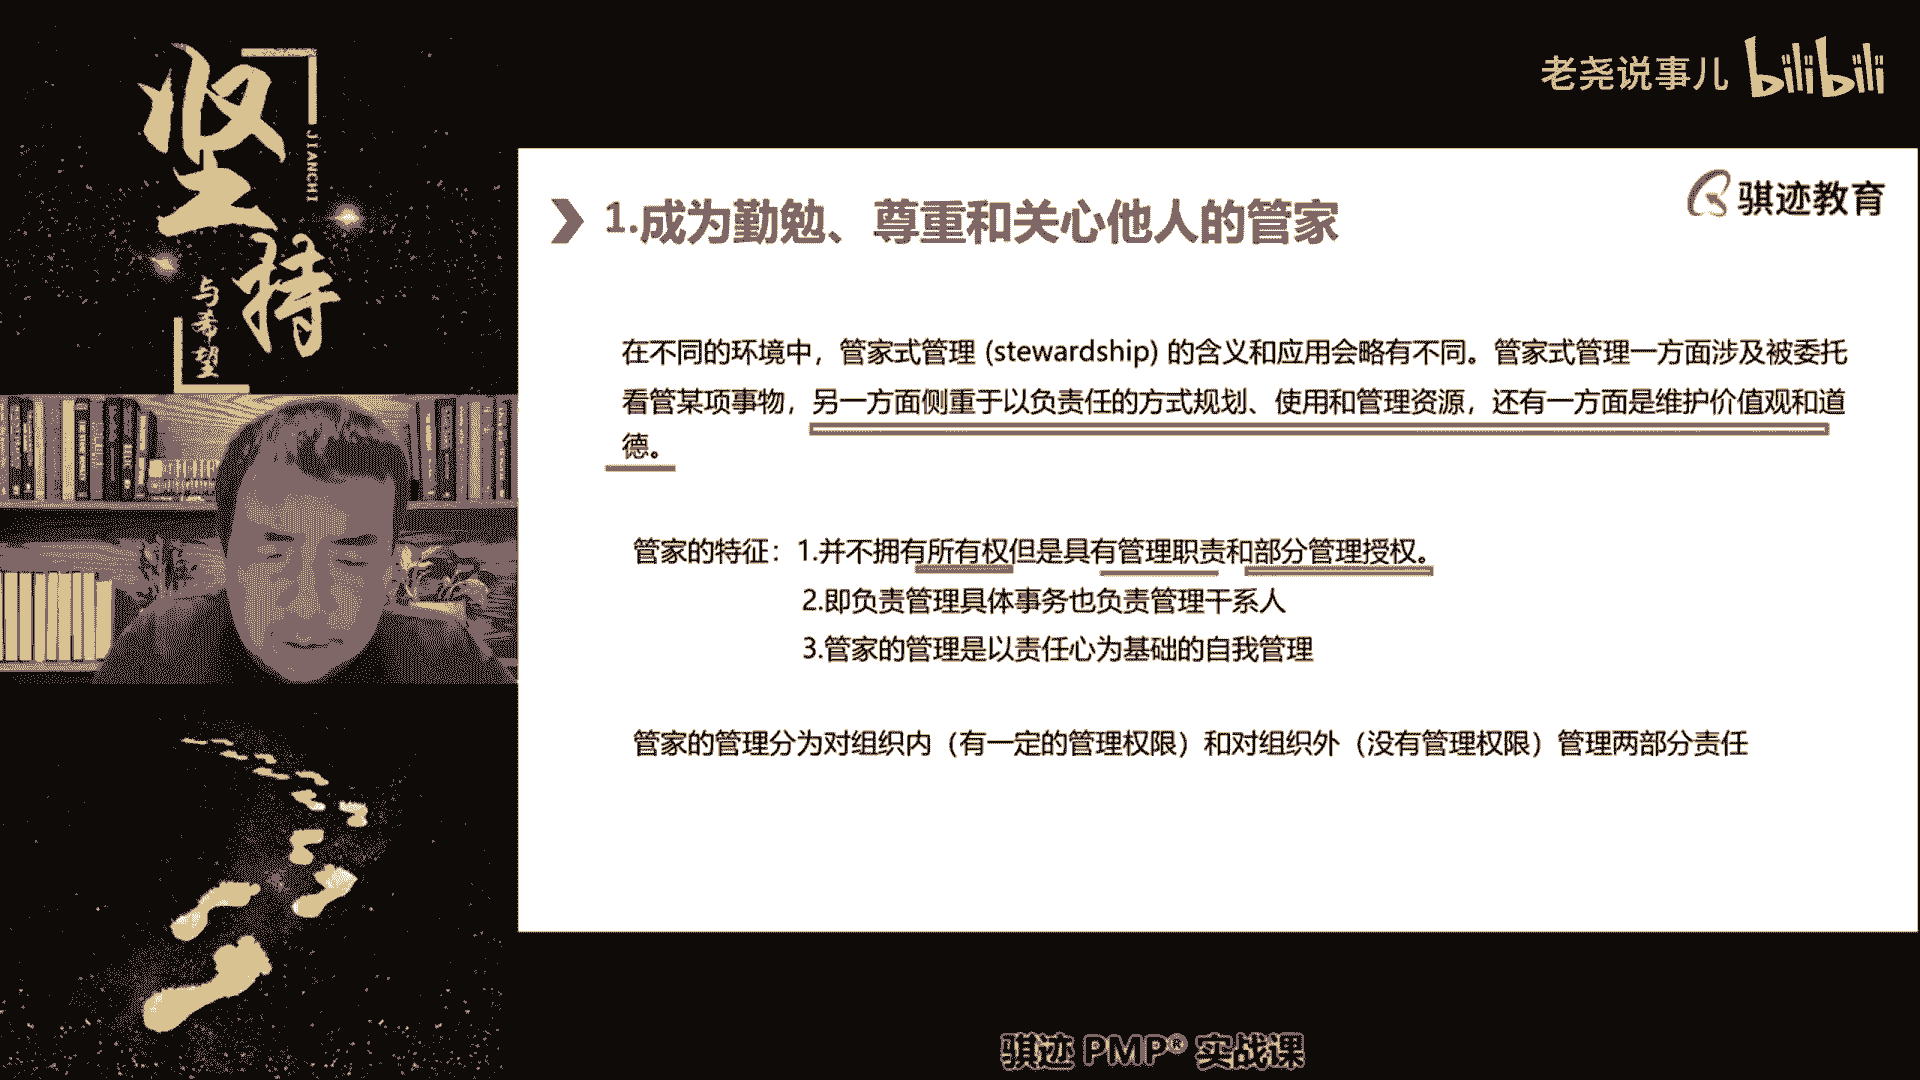 坚持
JIANCHI
与希望
老尧说事儿 bilibili
骐迹教育
1.成为勤勉、尊重和关心他人的管家
在不同的环境中，管家式管理 (stewardship) 的含义和应用会略有不同。管家式管理一方面涉及被委托
看管某项事物，另一方面侧重于以负责任的方式规划、使用和管理资源，还有一方面是维护价值观和道
德。
管家的特征：1.并不拥有所有权但是具有管理职责和部分管理授权。
2.即负责管理具体事务也负责管理干系人
3.管家的管理是以责任心为基础的自我管理
管家的管理分为对组织内（有一定的管理权限）和对组织外（没有管理权限）管理两部分责任
骐迹 PMP® 实战课